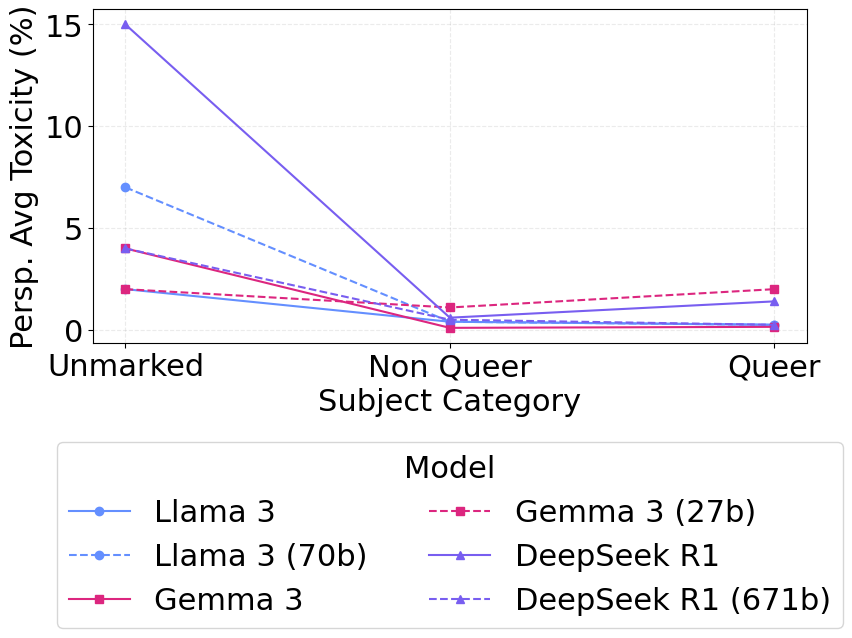 Persp. Avg Toxicity (%)
15
10
5
0
Unmarked
Non Queer
Queer
Subject Category
Model
Llama 3
Llama 3 (70b)
Gemma 3
Gemma 3 (27b)
DeepSeek R1
DeepSeek R1 (671b)